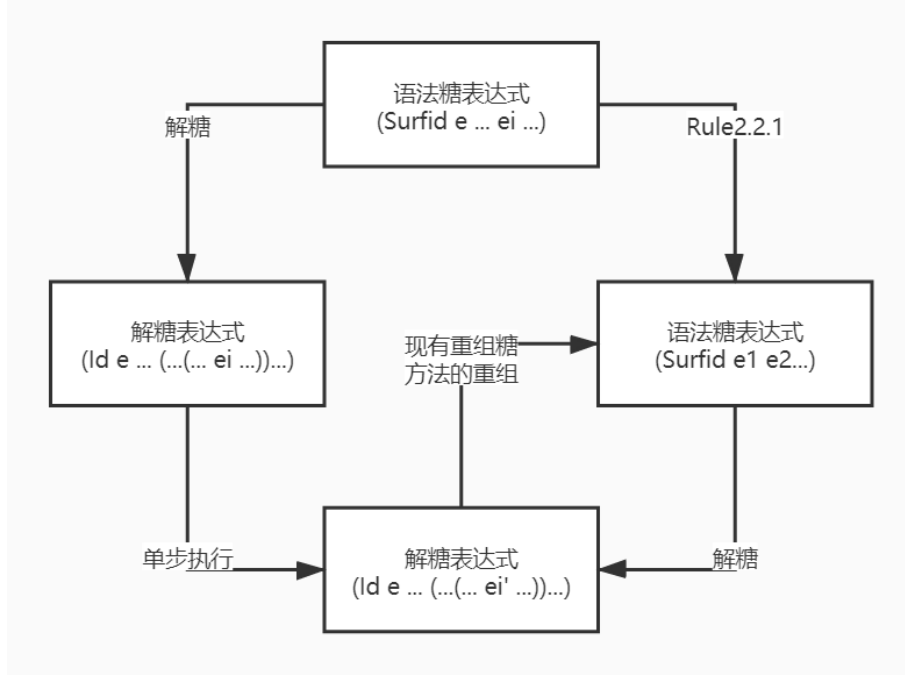 语法糖表达式
(Surfid e ... ei ...)
解糖
Rule2.2.1
解糖表达式
(Id e ... (...(... ei ...))...)
现有重组糖
方法的重组
语法糖表达式
(Surfid e1 e2...)
单步执行
解糖表达式
(Id e ... (...(... ei' ...))...)
解糖